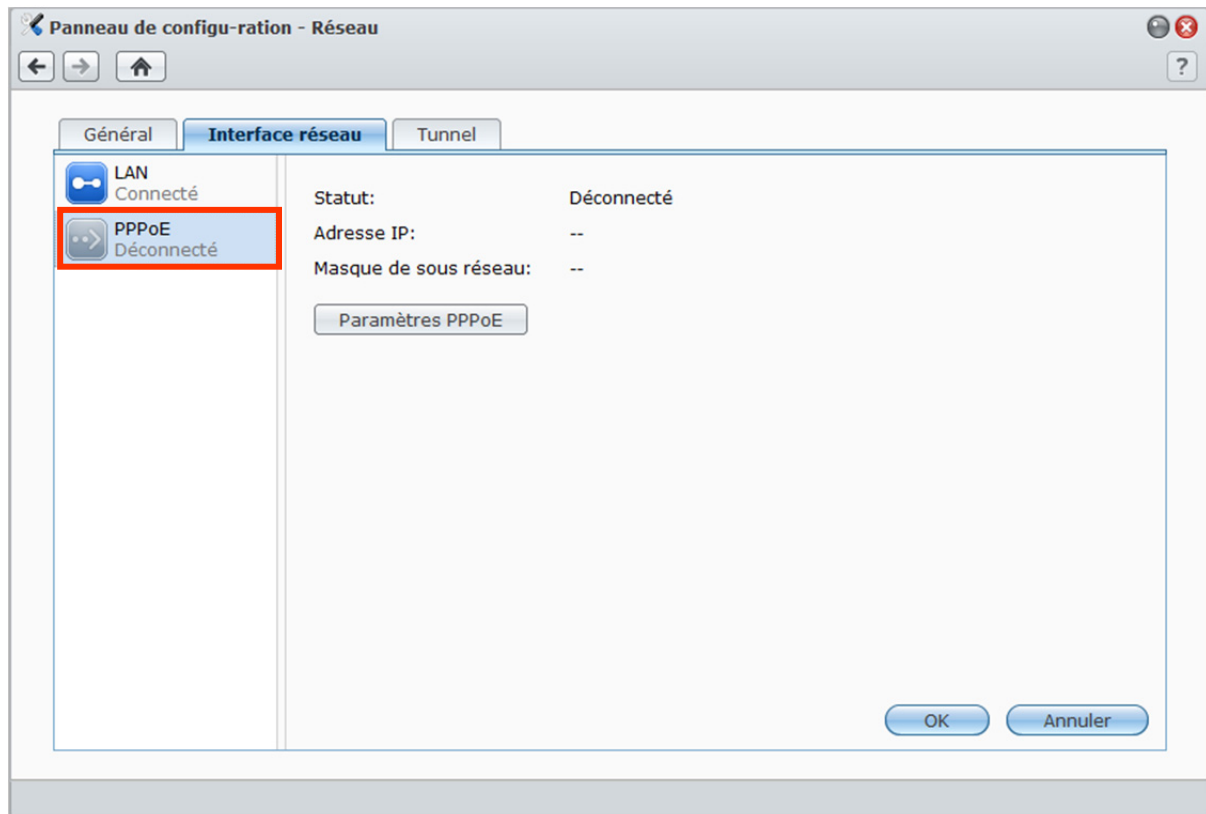 Panneau de configu-ration - Réseau
?
Général Interface réseau Tunnel
LAN
Connecté
PPPoE
Déconnecté
Statut: Déconnecté
Adresse IP: --
Masque de sous réseau: --
Paramètres PPPoE
OK Annuler